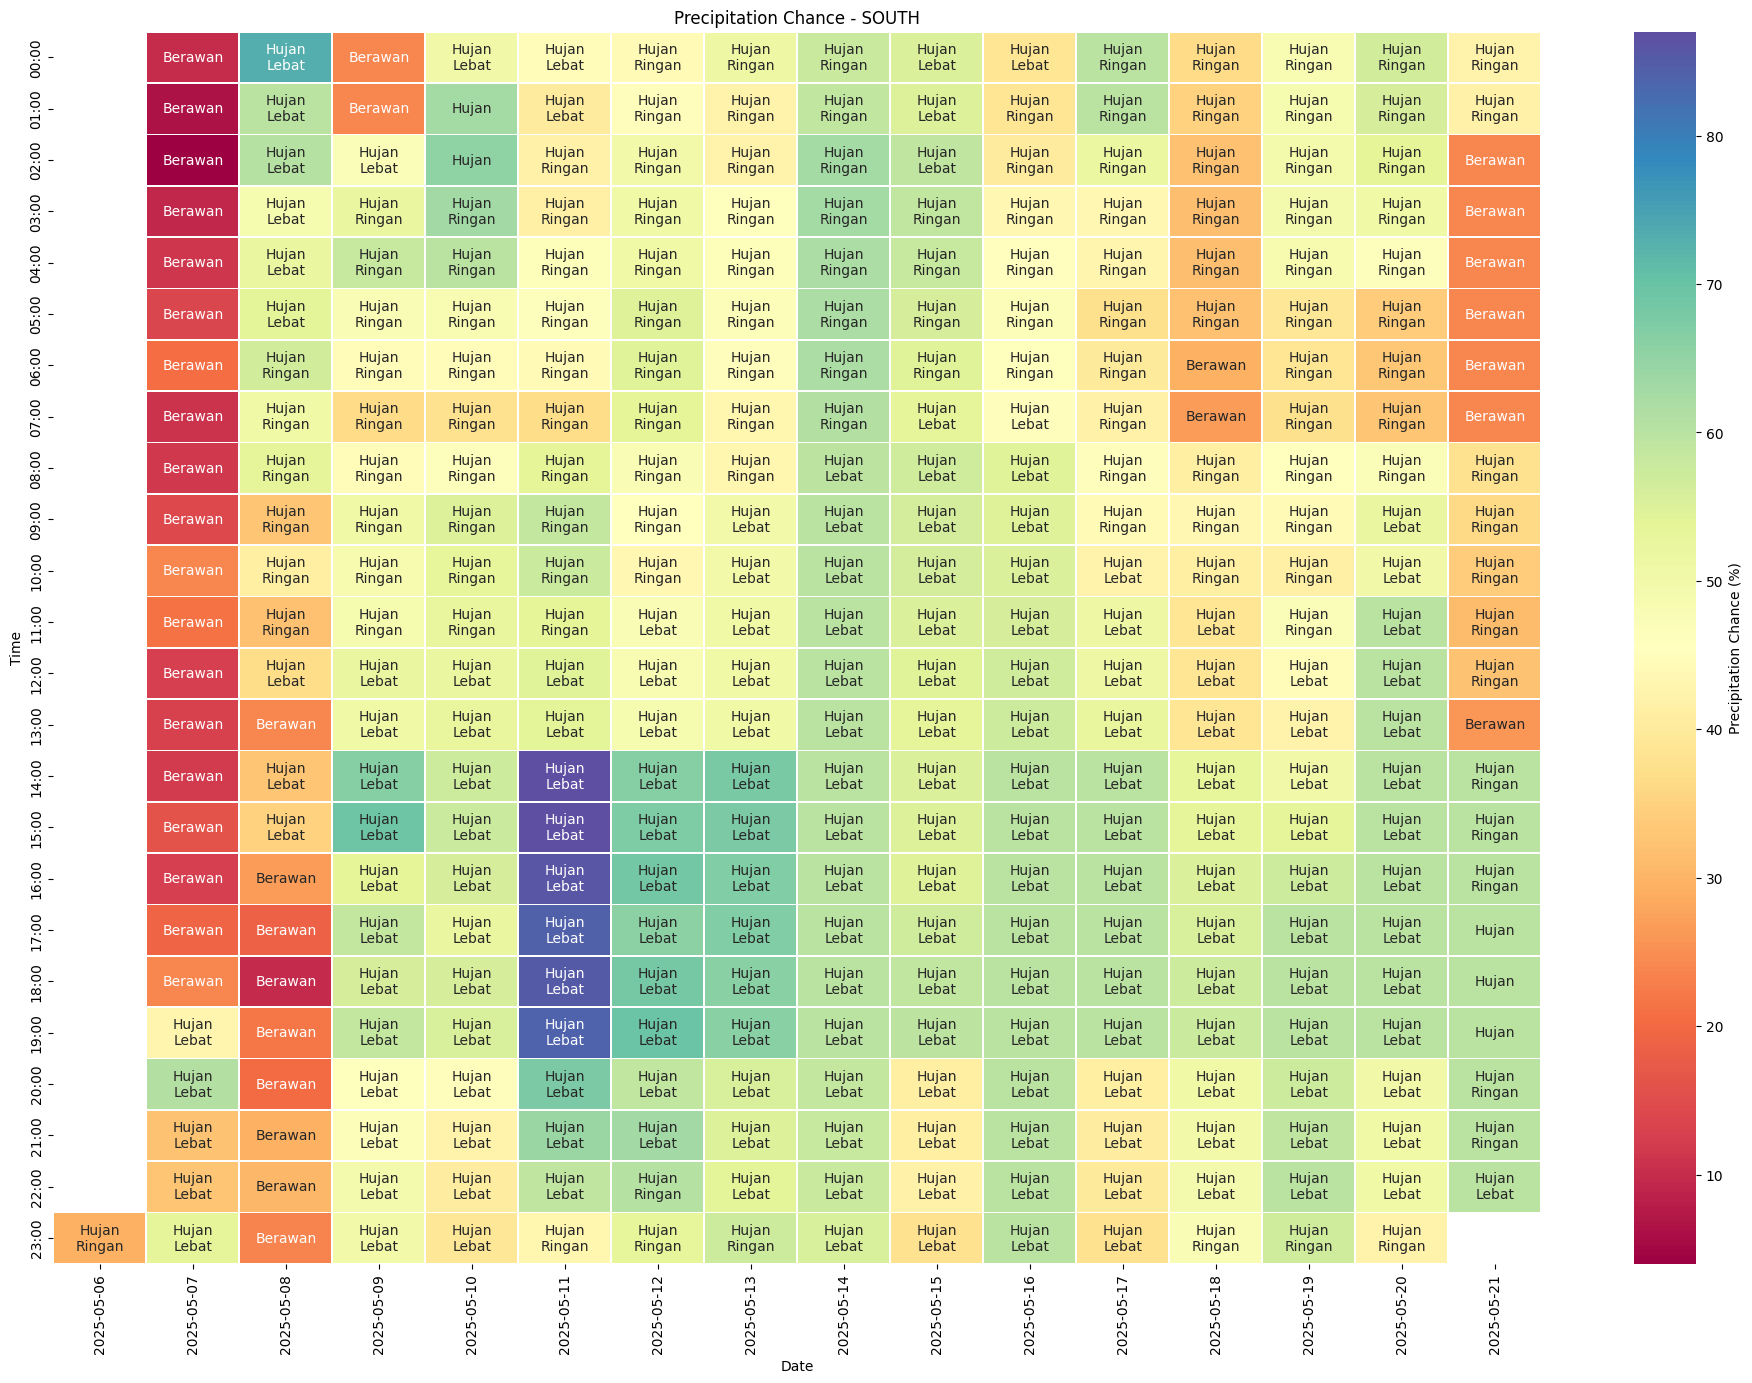 Precipitation Chance - SOUTH
00:00 Berawan Hujan Lebat Berawan Hujan Lebat Hujan Lebat Hujan Ringan Hujan Ringan Hujan Ringan Hujan Lebat Hujan Lebat Hujan Ringan Hujan Ringan Hujan Ringan Hujan Ringan Hujan Ringan
01:00 Berawan Hujan Lebat Berawan Hujan Hujan Lebat Hujan Ringan Hujan Ringan Hujan Ringan Hujan Lebat Hujan Ringan Hujan Ringan Hujan Ringan Hujan Ringan Hujan Ringan Hujan Ringan
02:00 Berawan Hujan Lebat Hujan Lebat Hujan Hujan Ringan Hujan Ringan Hujan Ringan Hujan Ringan Hujan Lebat Hujan Ringan Hujan Ringan Hujan Ringan Hujan Ringan Hujan Ringan Berawan
03:00 Berawan Hujan Lebat Hujan Ringan Hujan Ringan Hujan Ringan Hujan Ringan Hujan Ringan Hujan Ringan Hujan Ringan Hujan Ringan Hujan Ringan Hujan Ringan Hujan Ringan Hujan Ringan Berawan
04:00 Berawan Hujan Lebat Hujan Ringan Hujan Ringan Hujan Ringan Hujan Ringan Hujan Ringan Hujan Ringan Hujan Ringan Hujan Ringan Hujan Ringan Hujan Ringan Hujan Ringan Hujan Ringan Berawan
05:00 Berawan Hujan Lebat Hujan Ringan Hujan Ringan Hujan Ringan Hujan Ringan Hujan Ringan Hujan Ringan Hujan Ringan Hujan Ringan Hujan Ringan Hujan Ringan Hujan Ringan Hujan Ringan Berawan
06:00 Berawan Hujan Ringan Hujan Ringan Hujan Ringan Hujan Ringan Hujan Ringan Hujan Ringan Hujan Ringan Hujan Ringan Hujan Ringan Hujan Ringan Berawan Hujan Ringan Hujan Ringan Berawan
07:00 Berawan Hujan Ringan Hujan Ringan Hujan Ringan Hujan Ringan Hujan Ringan Hujan Ringan Hujan Ringan Hujan Lebat Hujan Lebat Hujan Ringan Berawan Hujan Ringan Hujan Ringan Berawan
08:00 Berawan Hujan Ringan Hujan Ringan Hujan Ringan Hujan Ringan Hujan Ringan Hujan Ringan Hujan Lebat Hujan Lebat Hujan Lebat Hujan Ringan Hujan Ringan Hujan Ringan Hujan Ringan Hujan Ringan
09:00 Berawan Hujan Ringan Hujan Ringan Hujan Ringan Hujan Ringan Hujan Ringan Hujan Lebat Hujan Lebat Hujan Lebat Hujan Lebat Hujan Ringan Hujan Ringan Hujan Ringan Hujan Lebat Hujan Ringan
10:00 Berawan Hujan Ringan Hujan Ringan Hujan Ringan Hujan Ringan Hujan Ringan Hujan Lebat Hujan Lebat Hujan Lebat Hujan Lebat Hujan Lebat Hujan Ringan Hujan Ringan Hujan Lebat Hujan Ringan
11:00 Berawan Hujan Ringan Hujan Ringan Hujan Ringan Hujan Ringan Hujan Lebat Hujan Lebat Hujan Lebat Hujan Lebat Hujan Lebat Hujan Lebat Hujan Lebat Hujan Ringan Hujan Lebat Hujan Ringan
12:00 Berawan Hujan Lebat Hujan Lebat Hujan Lebat Hujan Lebat Hujan Lebat Hujan Lebat Hujan Lebat Hujan Lebat Hujan Lebat Hujan Lebat Hujan Lebat Hujan Lebat Hujan Lebat Hujan Ringan
13:00 Berawan Berawan Hujan Lebat Hujan Lebat Hujan Lebat Hujan Lebat Hujan Lebat Hujan Lebat Hujan Lebat Hujan Lebat Hujan Lebat Hujan Lebat Hujan Lebat Hujan Lebat Berawan
14:00 Berawan Hujan Lebat Hujan Lebat Hujan Lebat Hujan Lebat Hujan Lebat Hujan Lebat Hujan Lebat Hujan Lebat Hujan Lebat Hujan Lebat Hujan Lebat Hujan Lebat Hujan Lebat Hujan Ringan
15:00 Berawan Hujan Lebat Hujan Lebat Hujan Lebat Hujan Lebat Hujan Lebat Hujan Lebat Hujan Lebat Hujan Lebat Hujan Lebat Hujan Lebat Hujan Lebat Hujan Lebat Hujan Lebat Hujan Ringan
16:00 Berawan Berawan Hujan Lebat Hujan Lebat Hujan Lebat Hujan Lebat Hujan Lebat Hujan Lebat Hujan Lebat Hujan Lebat Hujan Lebat Hujan Lebat Hujan Lebat Hujan Lebat Hujan Ringan
17:00 Berawan Berawan Hujan Lebat Hujan Lebat Hujan Lebat Hujan Lebat Hujan Lebat Hujan Lebat Hujan Lebat Hujan Lebat Hujan Lebat Hujan Lebat Hujan Lebat Hujan Lebat Hujan
18:00 Berawan Berawan Hujan Lebat Hujan Lebat Hujan Lebat Hujan Lebat Hujan Lebat Hujan Lebat Hujan Lebat Hujan Lebat Hujan Lebat Hujan Lebat Hujan Lebat Hujan Lebat Hujan
19:00 Hujan Lebat Berawan Hujan Lebat Hujan Lebat Hujan Lebat Hujan Lebat Hujan Lebat Hujan Lebat Hujan Lebat Hujan Lebat Hujan Lebat Hujan Lebat Hujan Lebat Hujan Lebat Hujan
20:00 Hujan Lebat Berawan Hujan Lebat Hujan Lebat Hujan Lebat Hujan Lebat Hujan Lebat Hujan Lebat Hujan Lebat Hujan Lebat Hujan Lebat Hujan Lebat Hujan Lebat Hujan Lebat Hujan Ringan
21:00 Hujan Lebat Berawan Hujan Lebat Hujan Lebat Hujan Lebat Hujan Lebat Hujan Lebat Hujan Lebat Hujan Lebat Hujan Lebat Hujan Lebat Hujan Lebat Hujan Lebat Hujan Lebat Hujan Ringan
22:00 Hujan Lebat Berawan Hujan Lebat Hujan Lebat Hujan Lebat Hujan Ringan Hujan Lebat Hujan Lebat Hujan Lebat Hujan Lebat Hujan Lebat Hujan Lebat Hujan Lebat Hujan Lebat Hujan Lebat
23:00 Hujan Ringan Hujan Lebat Berawan Hujan Lebat Hujan Lebat Hujan Ringan Hujan Ringan Hujan Ringan Hujan Lebat Hujan Lebat Hujan Lebat Hujan Lebat Hujan Ringan Hujan Ringan Hujan Ringan
Time
2025-05-06 2025-05-07 2025-05-08 2025-05-09 2025-05-10 2025-05-11 2025-05-12 2025-05-13 2025-05-14 2025-05-15 2025-05-16 2025-05-17 2025-05-18 2025-05-19 2025-05-20 2025-05-21
Date
80
70
60
50
40
30
20
10
Precipitation Chance (%)